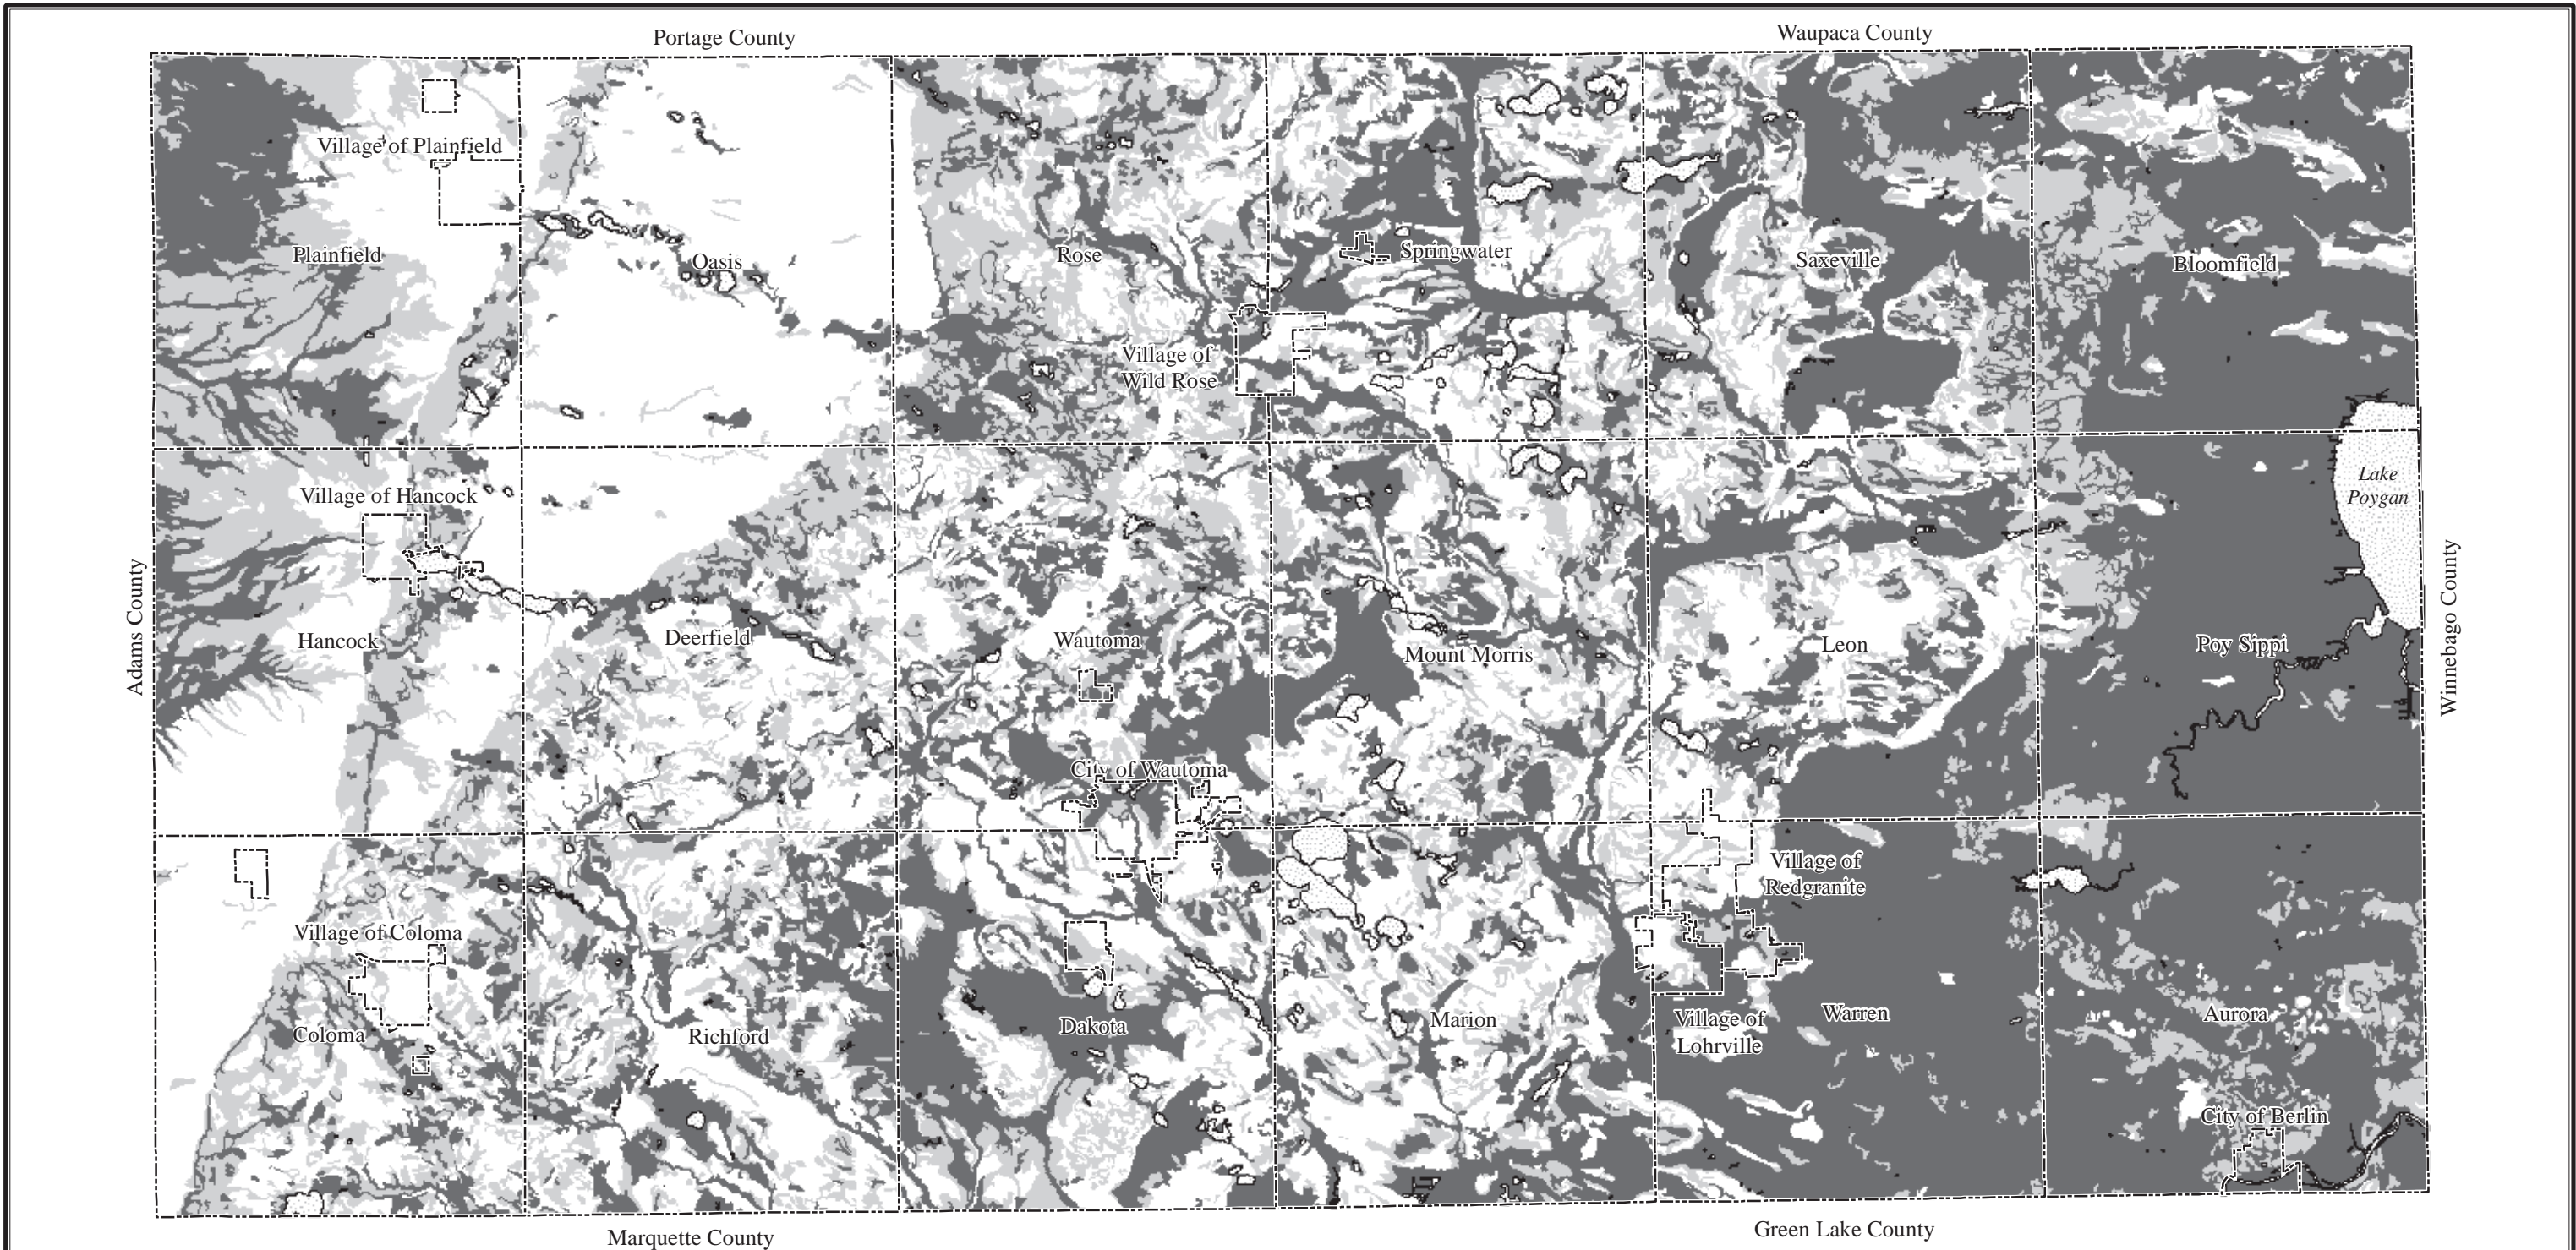 Portage County
Waupaca County
Village of Plainfield
Plainfield
Oasis
Rose
Springwater
Saxeville
Bloomfield
Village of
Wild Rose
Lake
Poygan
Village of Hancock
Adams County
Winnebago County
Hancock
Deerfield
Wautoma
Mount Morris
Leon
Poy Sippi
City of Wautoma
Village of
Redgranite
Village of Coloma
Coloma
Richford
Dakota
Marion
Village of
Lohrville
Warren
Aurora
City of Berlin
Marquette County
Green Lake County